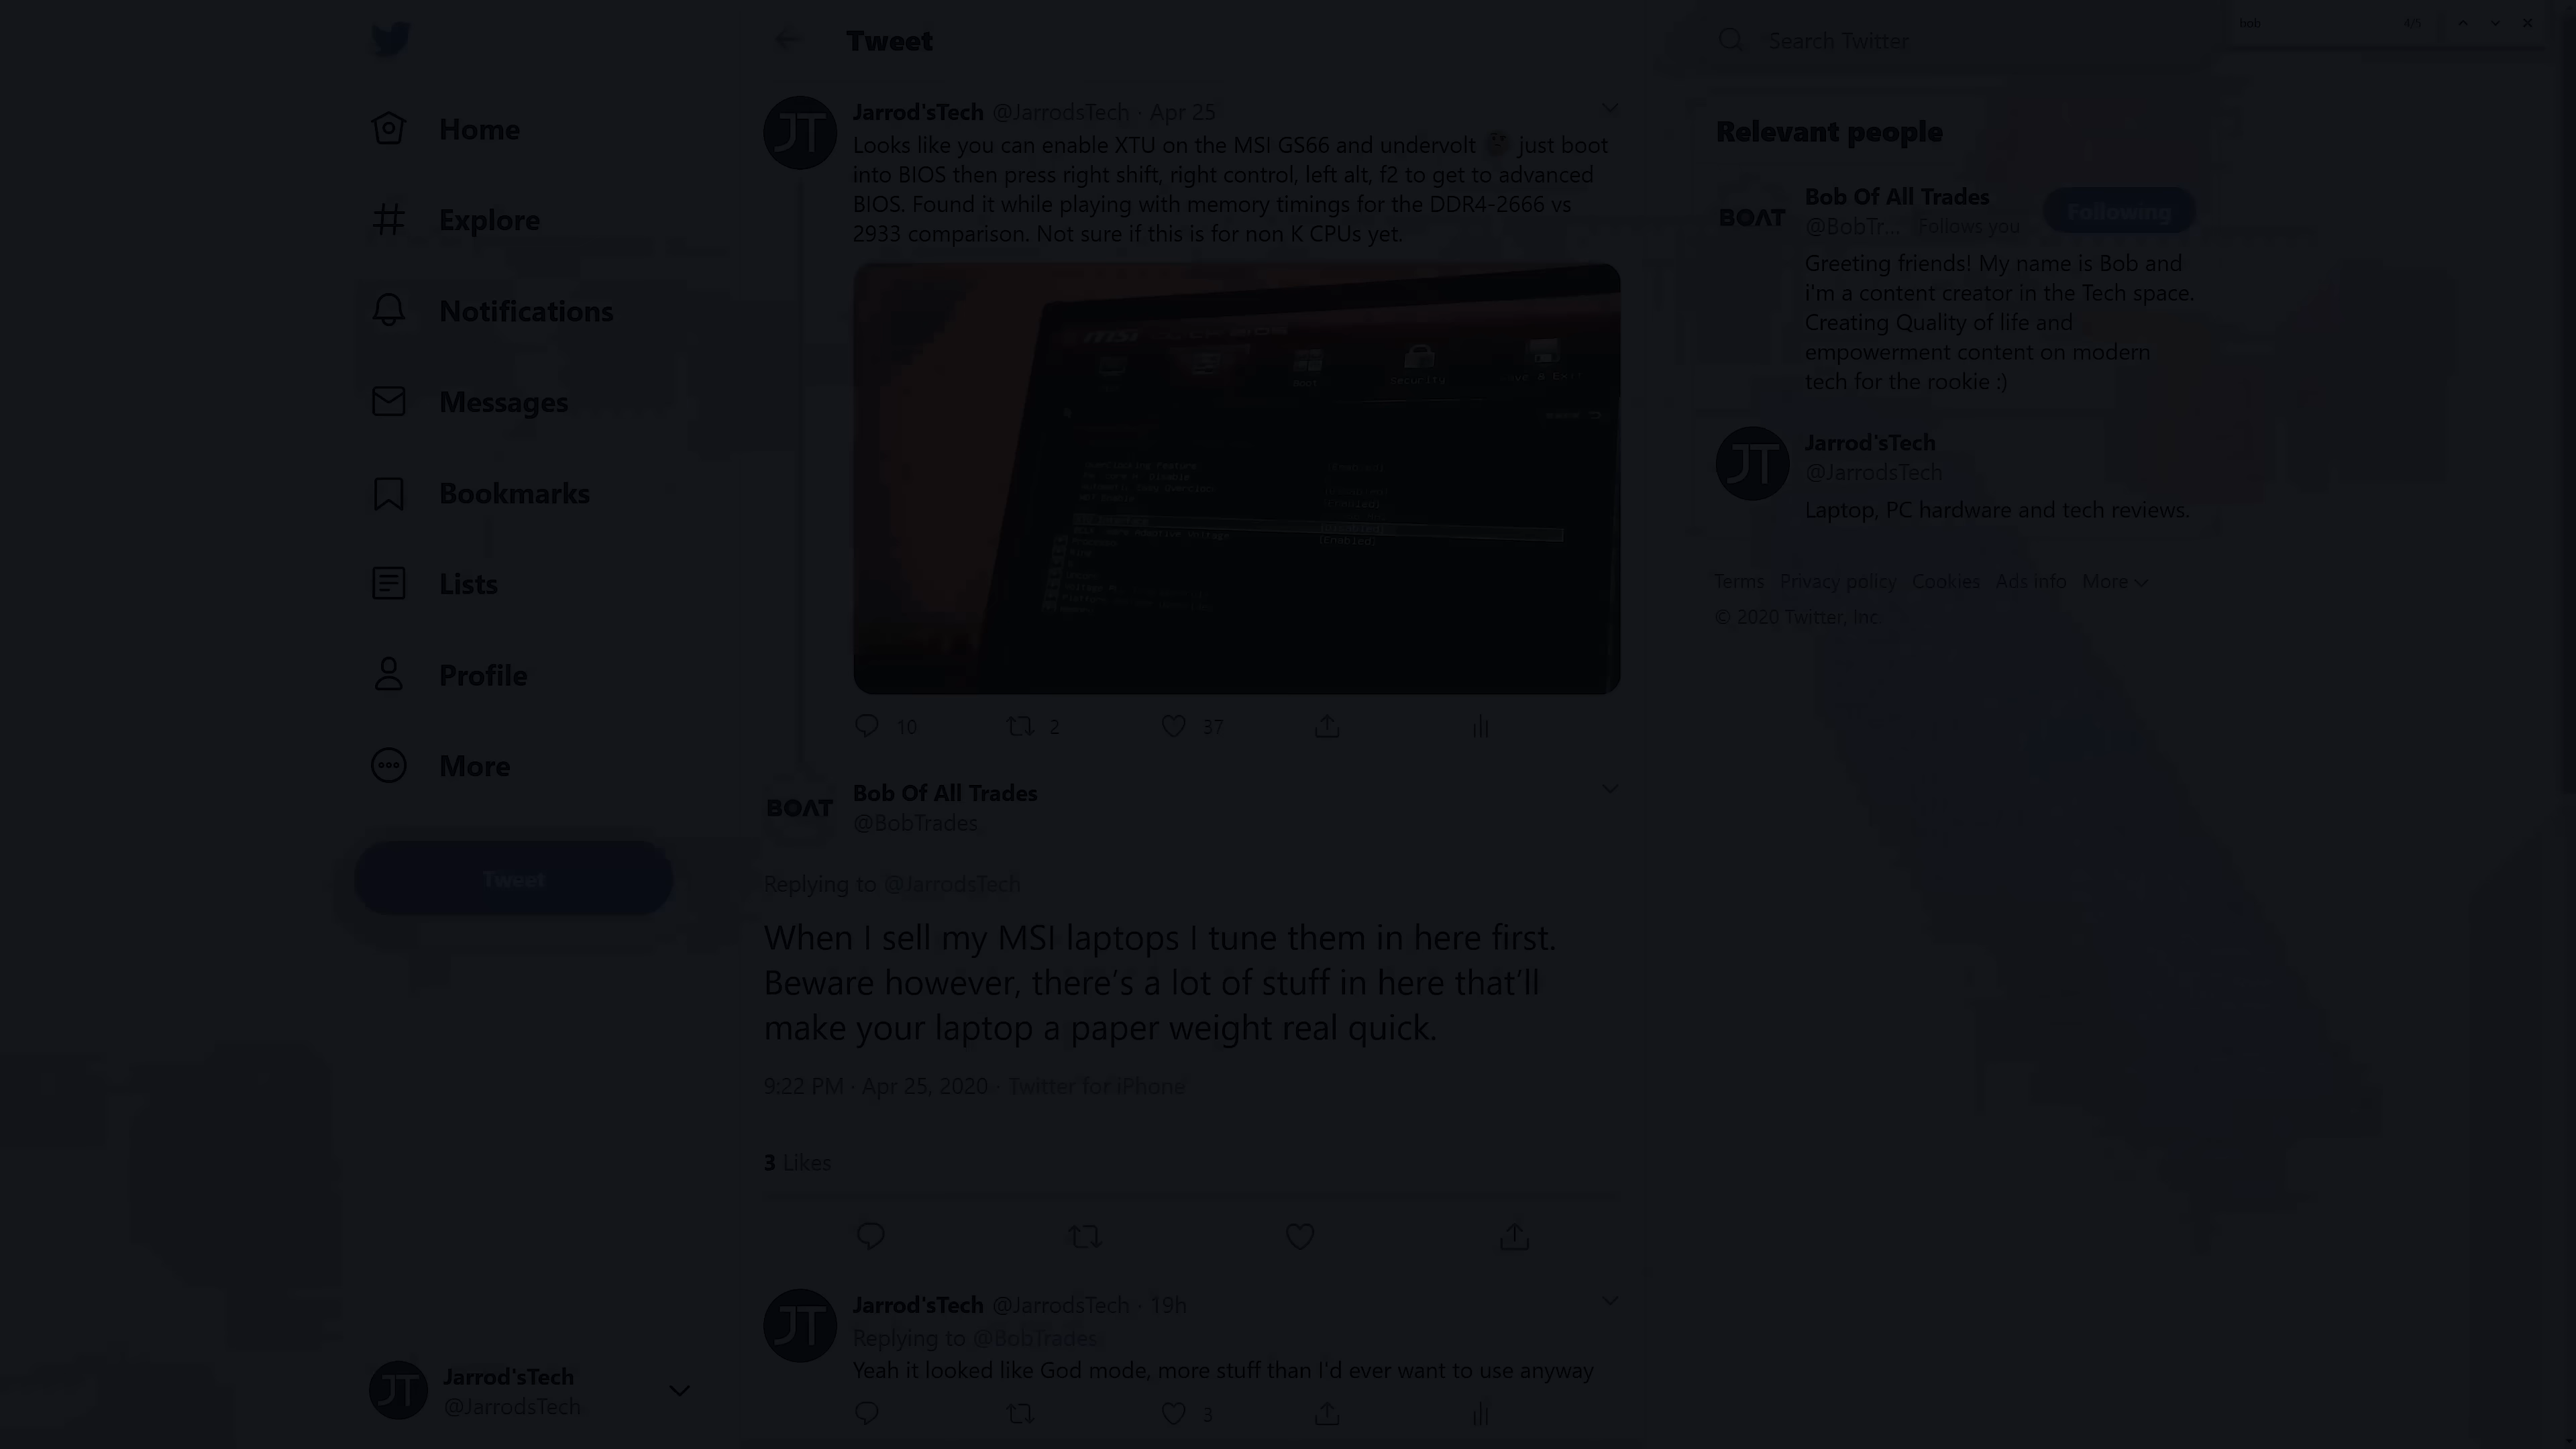 Home
Explore
Notifications
Messages
Bookmarks
Lists
Profile
More
Tweet
Jarrod'sTech
@JarrodsTech
Tweet
Jarrod'sTech @JarrodsTech · Apr 25
Looks like you can enable XTU on the MSI GS66 and undervolt just boot
into BIOS then press right shift, right control, left alt, f2 to get to advanced
BIOS. Found it while playing with memory timings for the DDR4-2666 vs
2933 comparison. Not sure if this is for non K CPUs yet.
msi
Boot
Security
[Enabled]
10 2 37
BOAT
Bob Of All Trades
@BobTrades
Replying to @JarrodsTech
When I sell my MSI laptops I tune them in here first.
Beware however, there's a lot of stuff in here that'll
make your laptop a paper weight real quick.
9:22 PM · Apr 25, 2020 · Twitter for iPhone
3 Likes
JT
Jarrod'sTech @JarrodsTech · 19h
Replying to @BobTrades
Yeah it looked like God mode, more stuff than I'd ever want to use anyway
3
Search Twitter
4/5
Relevant people
BOAT
Bob Of All Trades
@BobTr... Follows you
Following
Greeting friends! My name is Bob and
i'm a content creator in the Tech space.
Creating Quality of life and
empowerment content on modern
tech for the rookie :)
JT
Jarrod'sTech
@JarrodsTech
Laptop, PC hardware and tech reviews.
Terms Privacy policy Cookies Ads info More
© 2020 Twitter, Inc.